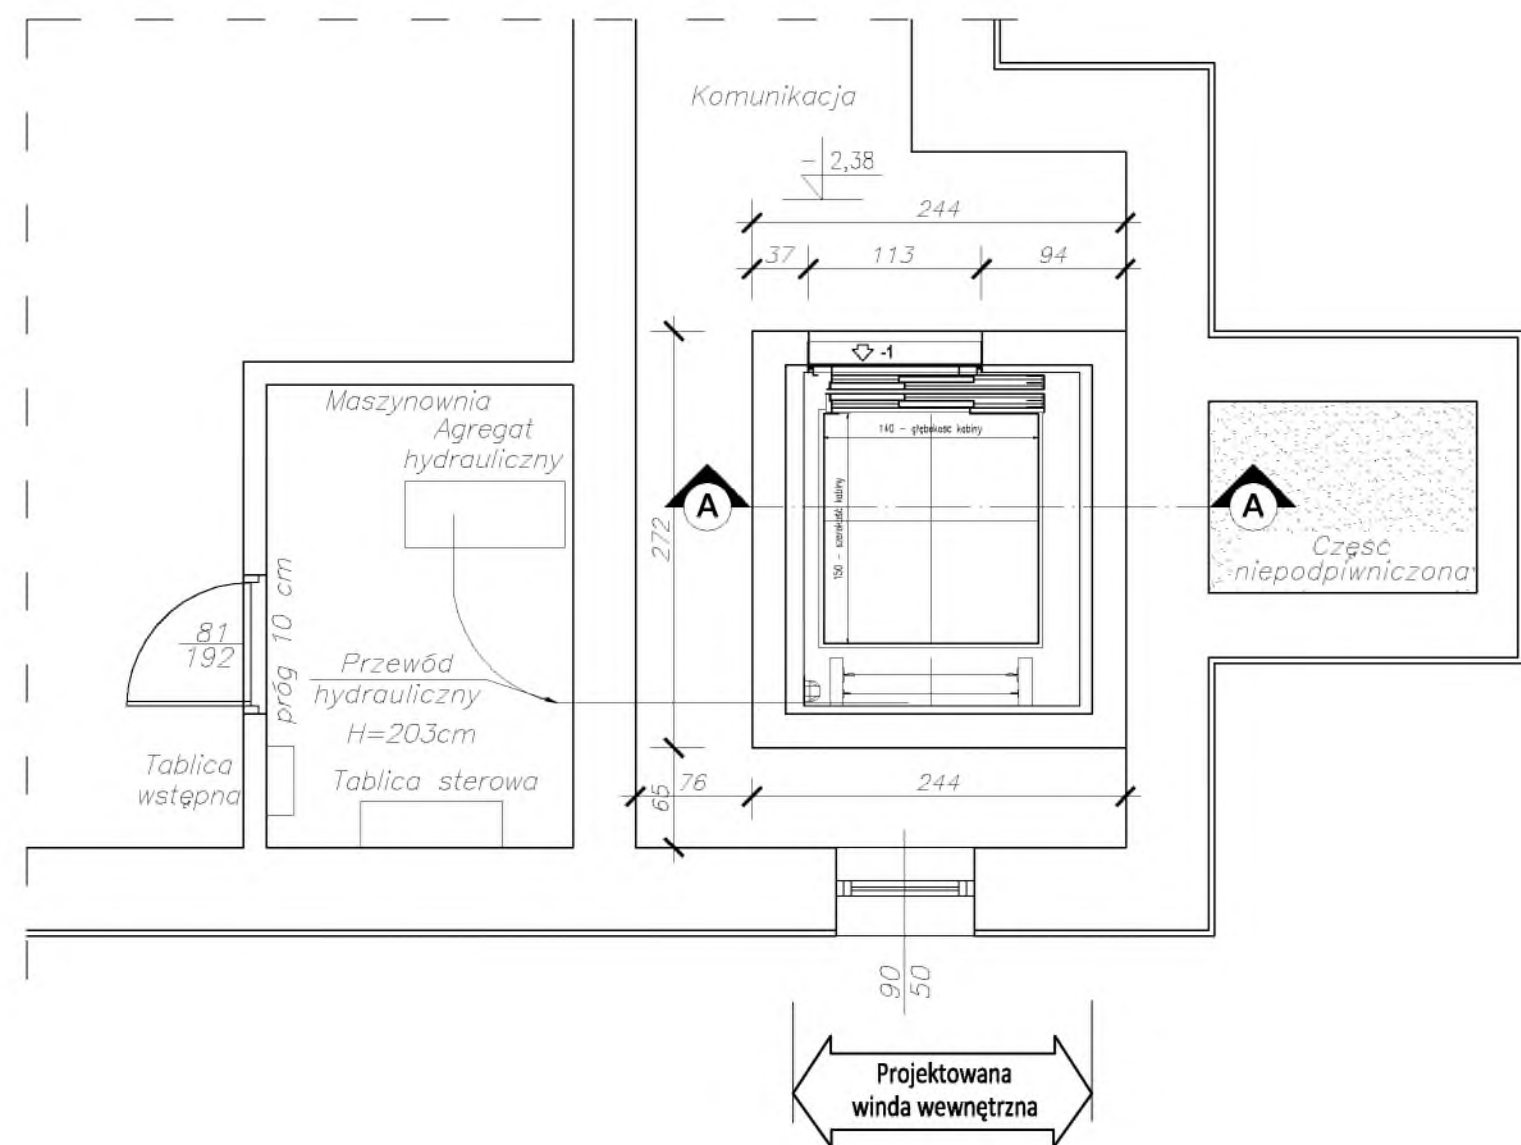 Komunikacja
- 2,38
244
37
113
94
-1
Maszynownia
Agregat
hydrauliczny
140 - głębokość kabiny
150 - szerokość kabiny
A
A
272
Część
niepodpiwniczona
81
192
próg 10 cm
Przewód
hydrauliczny
H=203cm
Tablica
wstępna
Tablica sterowa
76
244
65
90
50
Projektowana
winda wewnętrzna